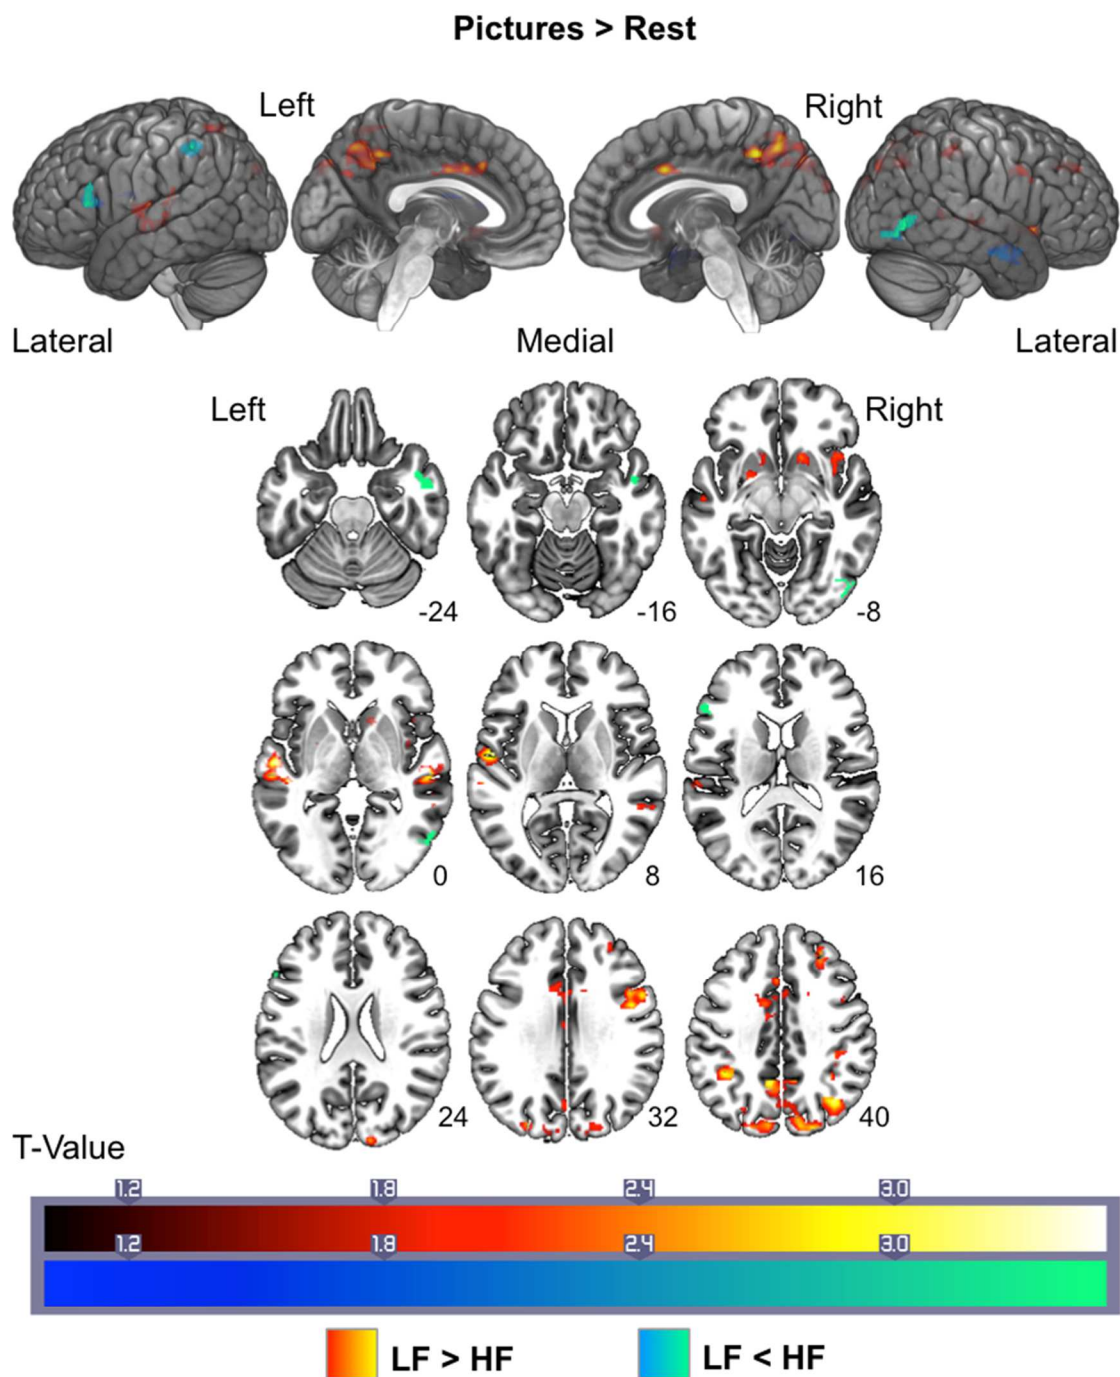 Pictures > Rest
Left
Right
Lateral
Medial
Lateral
Left
Right
-24
-16
-8
0
8
16
24
32
40
T-Value
1.2 1.8 2.4 3.0
1.2 1.8 2.4 3.0
LF > HF
LF < HF